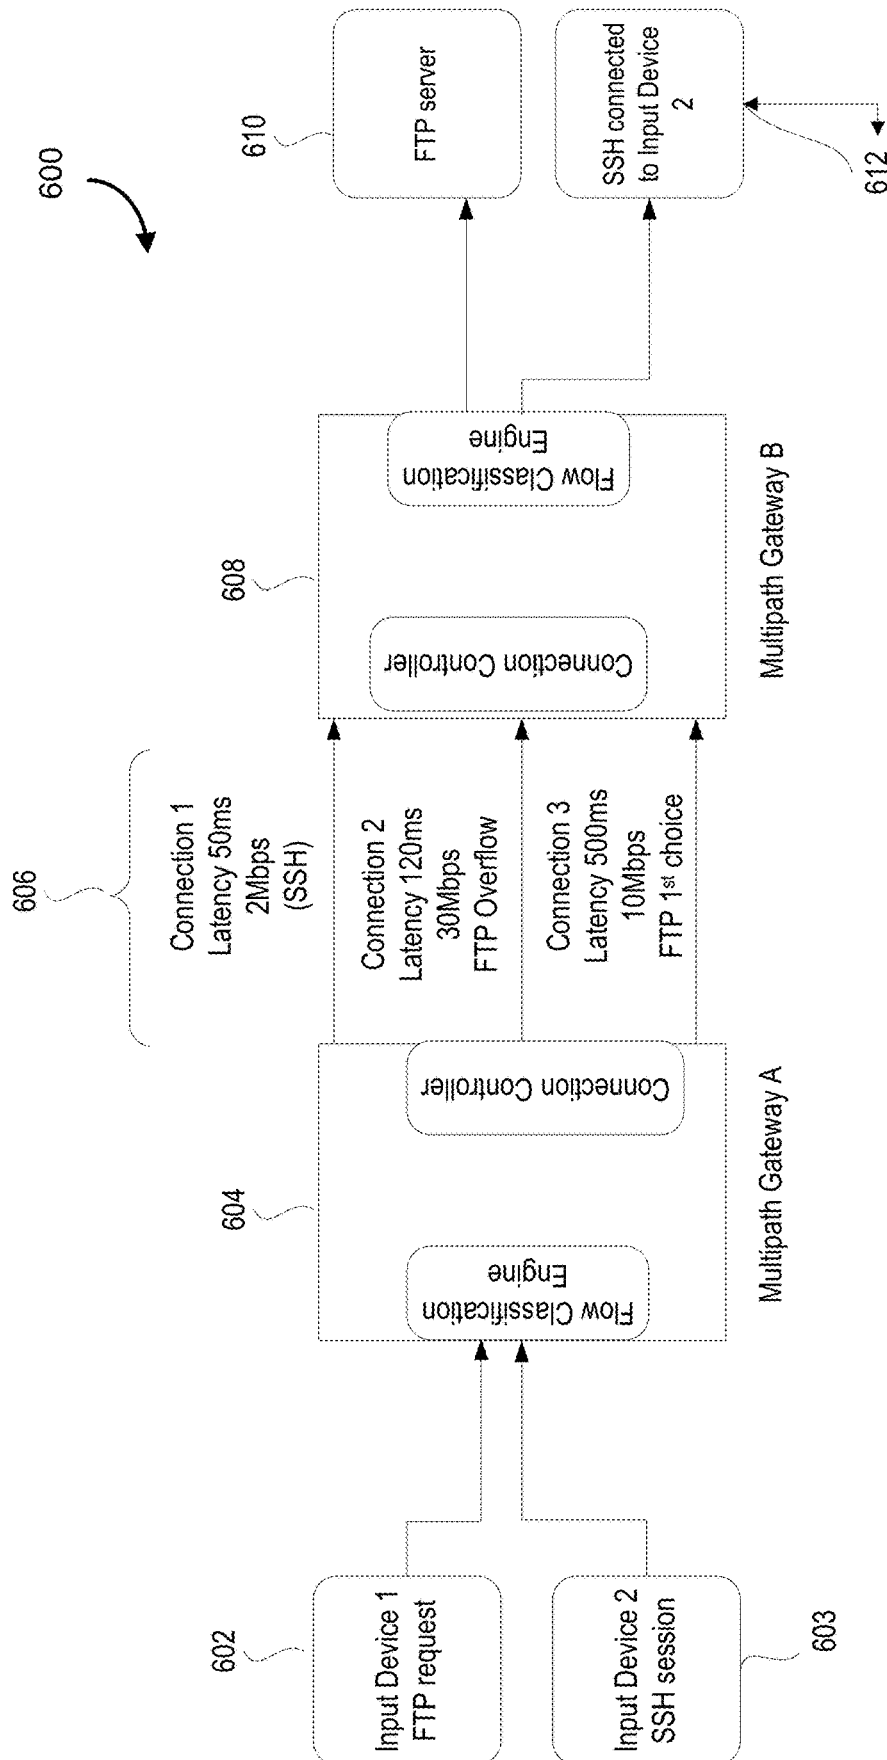 600
606
602
Input Device 1
FTP request
Input Device 2
SSH session
603
604
Flow Classification
Engine
Connection Controller
Multipath Gateway A
Connection 1
Latency 50ms
2Mbps
(SSH)
Connection 2
Latency 120ms
30Mbps
FTP Overflow
Connection 3
Latency 500ms
10Mbps
FTP 1st choice
608
Connection Controller
Flow Classification
Engine
Multipath Gateway B
610
FTP server
SSH connected
to Input Device
2
612